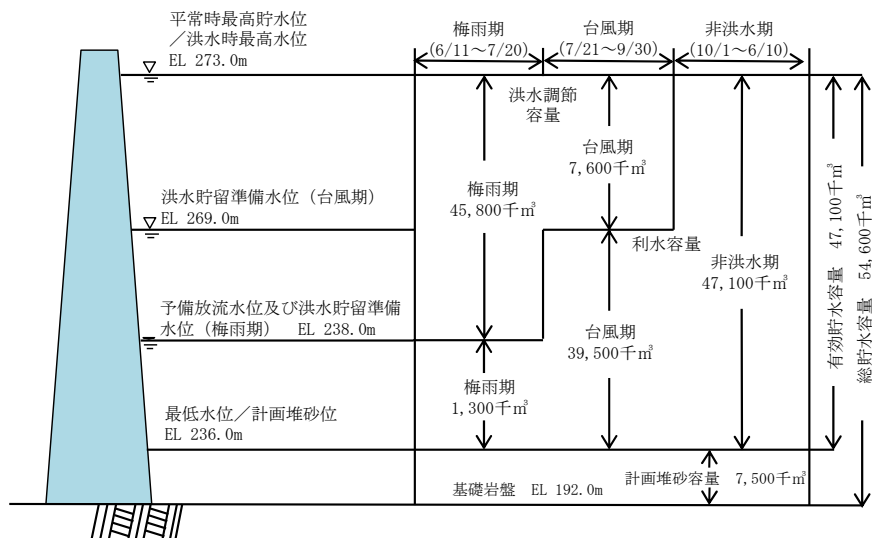 平常時最高貯水位
／洪水時最高水位
EL 273.0m
梅雨期
(6/11～7/20)
台風期
(7/21～9/30)
非洪水期
(10/1～6/10)
洪水調節
容量
台風期
7,600千㎥
梅雨期
45,800千㎥
洪水貯留準備水位（台風期）
EL 269.0m
利水容量
非洪水期
47,100千㎥
予備放流水位及び洪水貯留準備
水位（梅雨期） EL 238.0m
台風期
39,500千㎥
梅雨期
1,300千㎥
最低水位／計画堆砂位
EL 236.0m
計画堆砂容量 7,500千㎥
基礎岩盤 EL 192.0m
有効貯水容量 47,100千㎥
総貯水容量 54,600千㎥